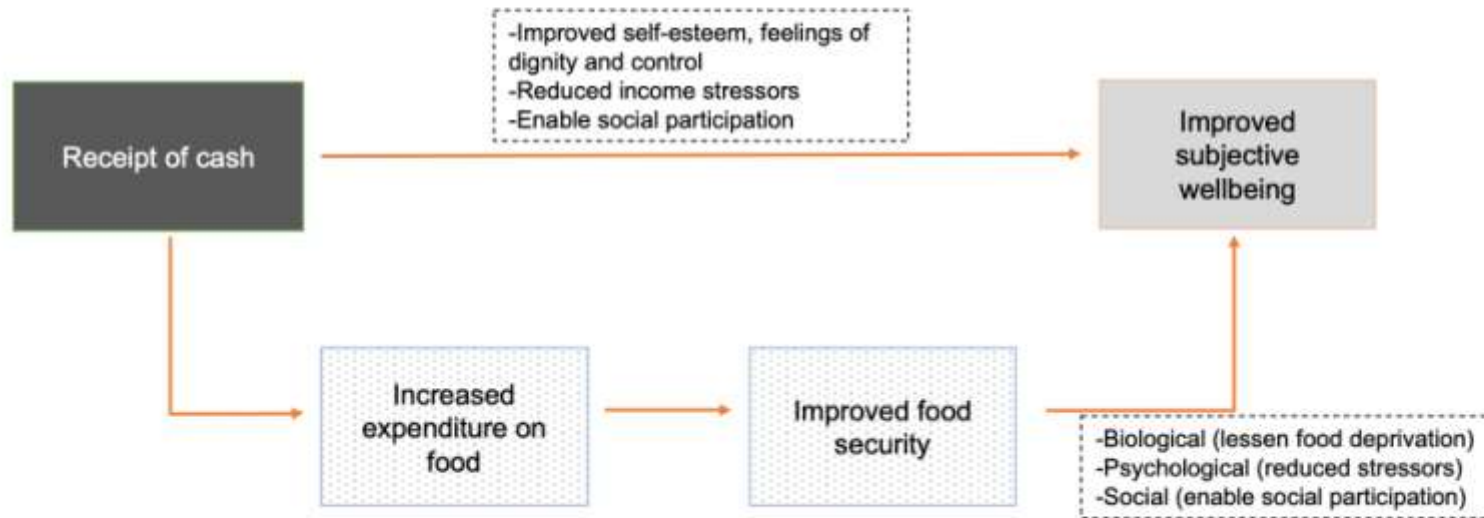 -Improved self-esteem, feelings of
dignity and control
-Reduced income stressors
-Enable social participation
Receipt of cash
Improved
subjective
wellbeing
Increased
expenditure on
food
Improved food
security
-Biological (lessen food deprivation)
-Psychological (reduced stressors)
-Social (enable social participation)